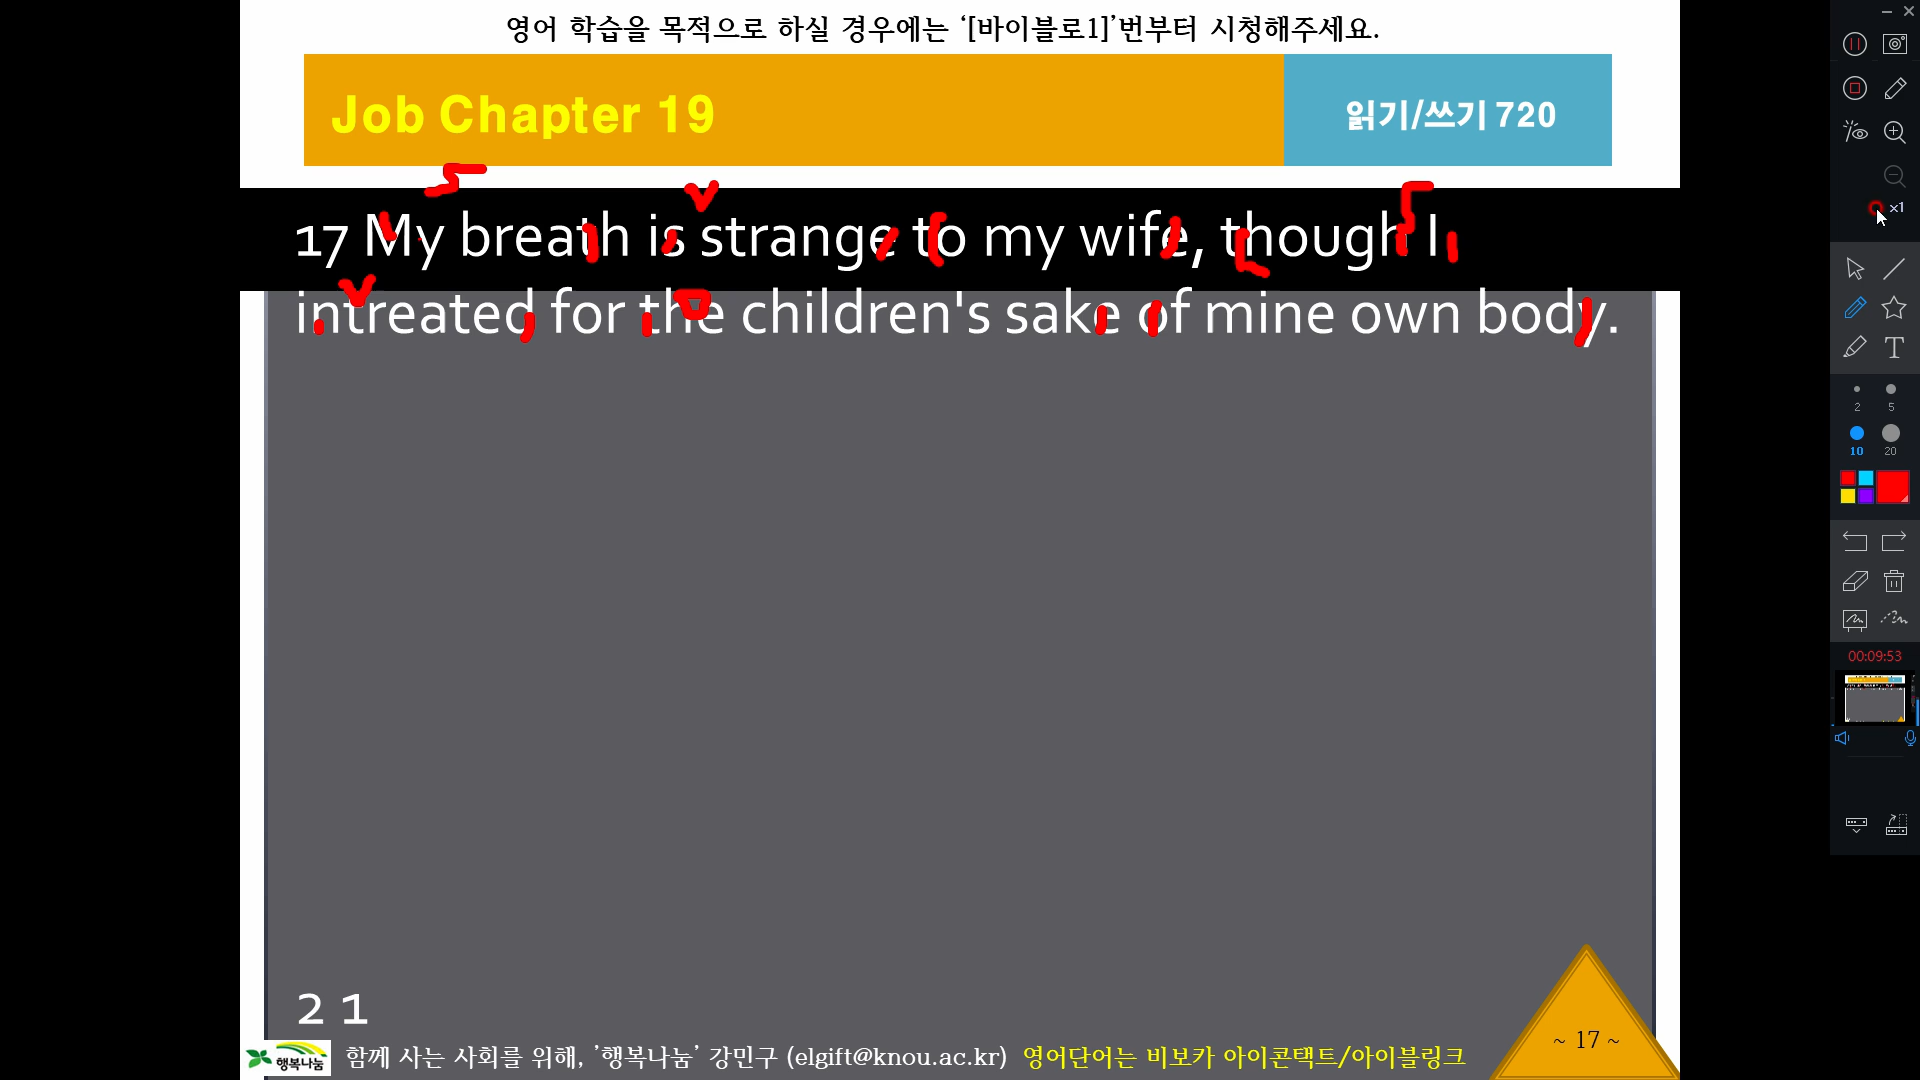 영어 학습을 목적으로 하실 경우에는 ‘[바이블로1]’번부터 시청해주세요.
Job Chapter 19
읽기/쓰기 720
17 My breath is strange to my wife, though I
intreated for the children's sake of mine own body.
2 1
~ 17 ~
행복나눔
함께 사는 사회를 위해, ’행복나눔’ 강민구 (elgift@knou.ac.kr) 영어단어는 비보카 아이콘택트/아이블링크
x1
T
2 5
10 20
00:09:53